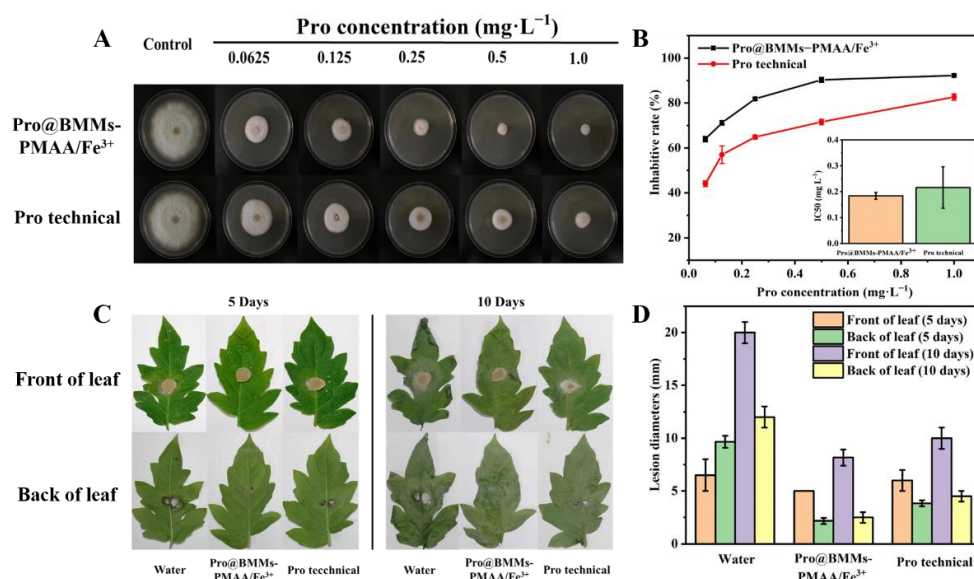 A
Control
Pro concentration (mg·L⁻¹)
0.0625 0.125 0.25 0.5 1.0
Pro@BMMs-
PMAA/Fe³⁺
Pro technical
B
Pro@BMMs−PMAA/Fe³⁺
Pro technical
Inhabitive rate (%)
100
90
80
60
40
20
10
0.0 0.2 0.4 0.6 0.8 1.0
Pro concentration (mg·L⁻¹)
IC50 (mg L⁻¹)
0.4
0.3
0.2
0.1
0.0
Pro@BMMs-PMAA/Fe³⁺ Pro technical
C
5 Days 10 Days
Front of leaf
Back of leaf
Water Pro@BMMs-
PMAA/Fe³⁺ Pro tecchnical
Water Pro@BMMs-
PMAA/Fe³⁺ Pro tecchnical
D
Front of leaf (5 days)
Back of leaf (5 days)
Front of leaf (10 days)
Back of leaf (10 days)
Lesion diameters (mm)
20
15
10
5
0
Water Pro@BMMs-
PMAA/Fe³⁺ Pro technical